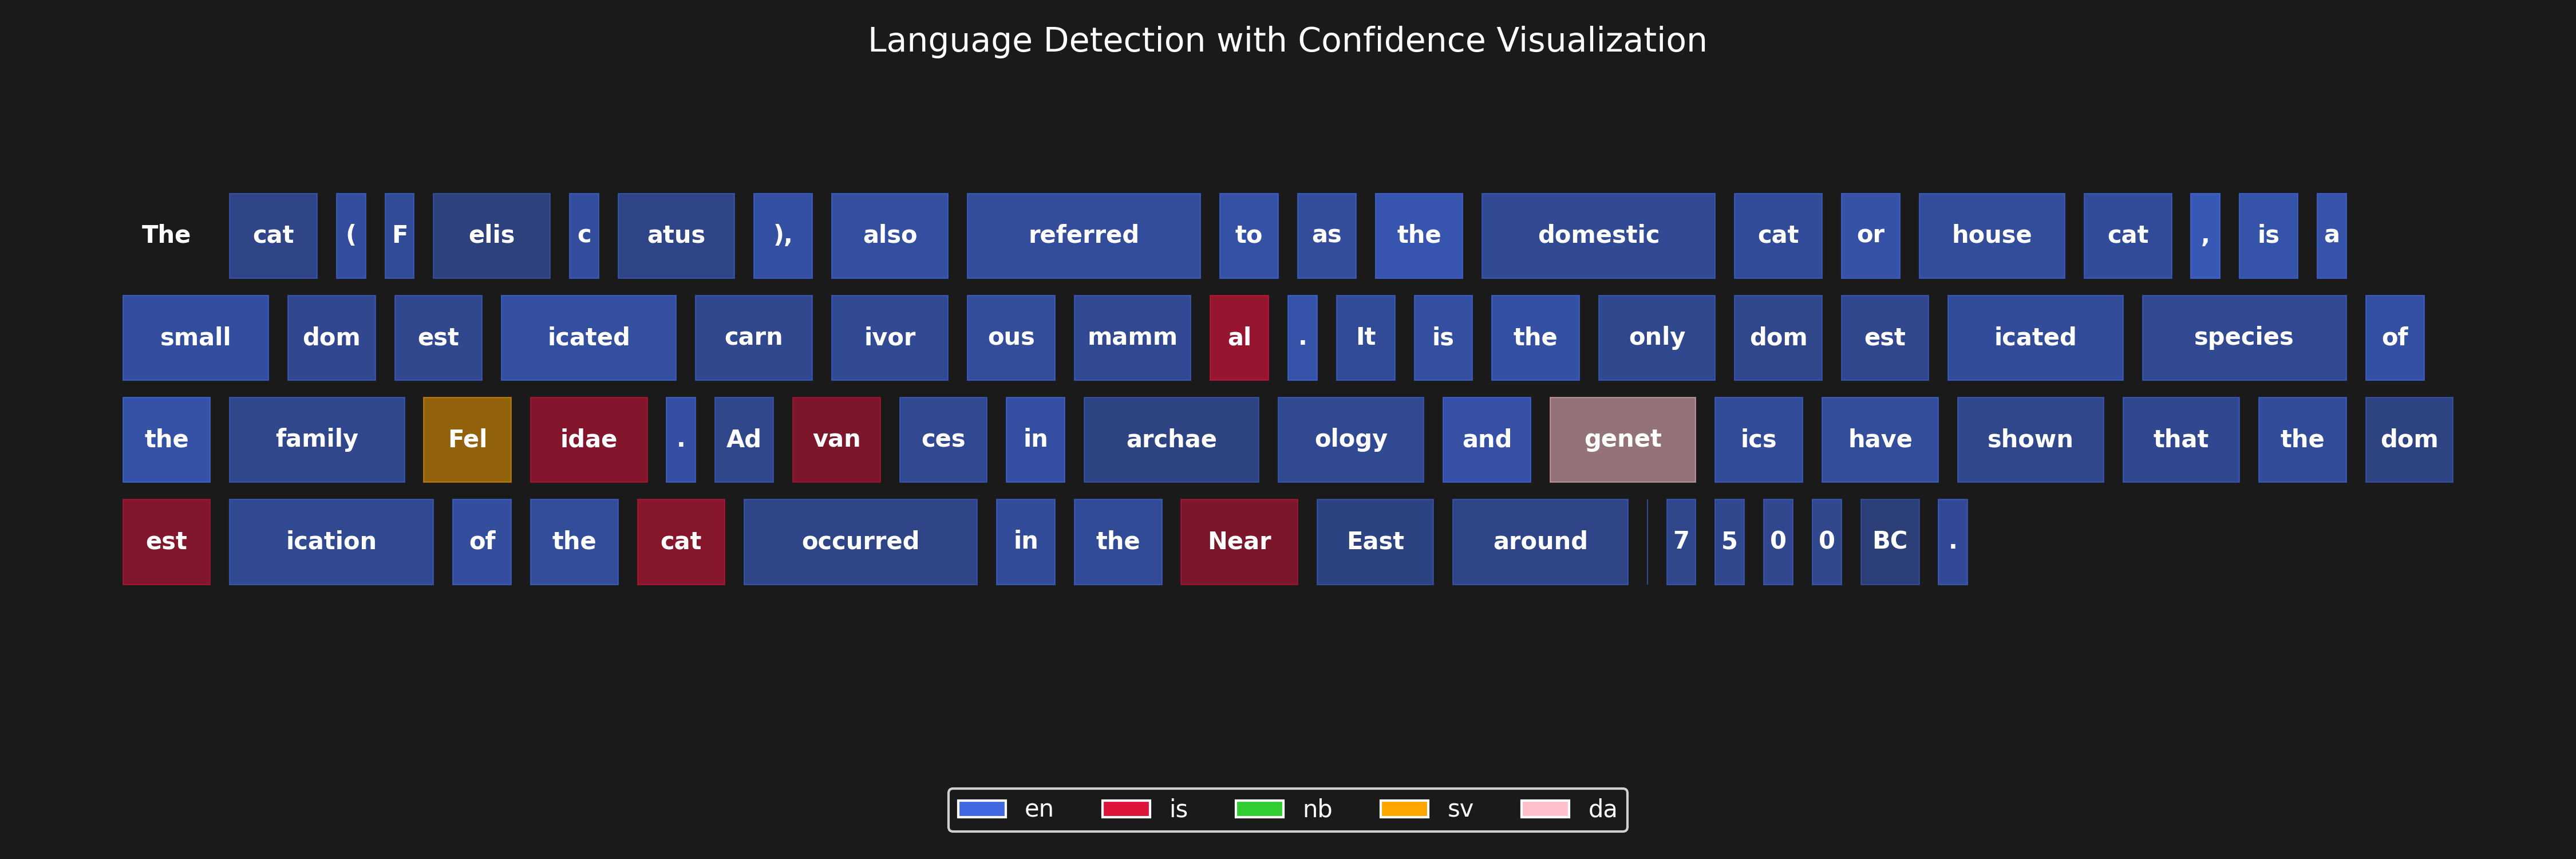 Language Detection with Confidence Visualization
The cat ( F elis c atus ), also referred to as the domestic cat or house cat , is a
small dom est icated carn ivor ous mamm al . It is the only dom est icated species of
the family Fel idae . Ad van ces in archae ology and genet ics have shown that the dom
est ication of the cat occurred in the Near East around 7 5 0 0 BC .
en is nb sv da